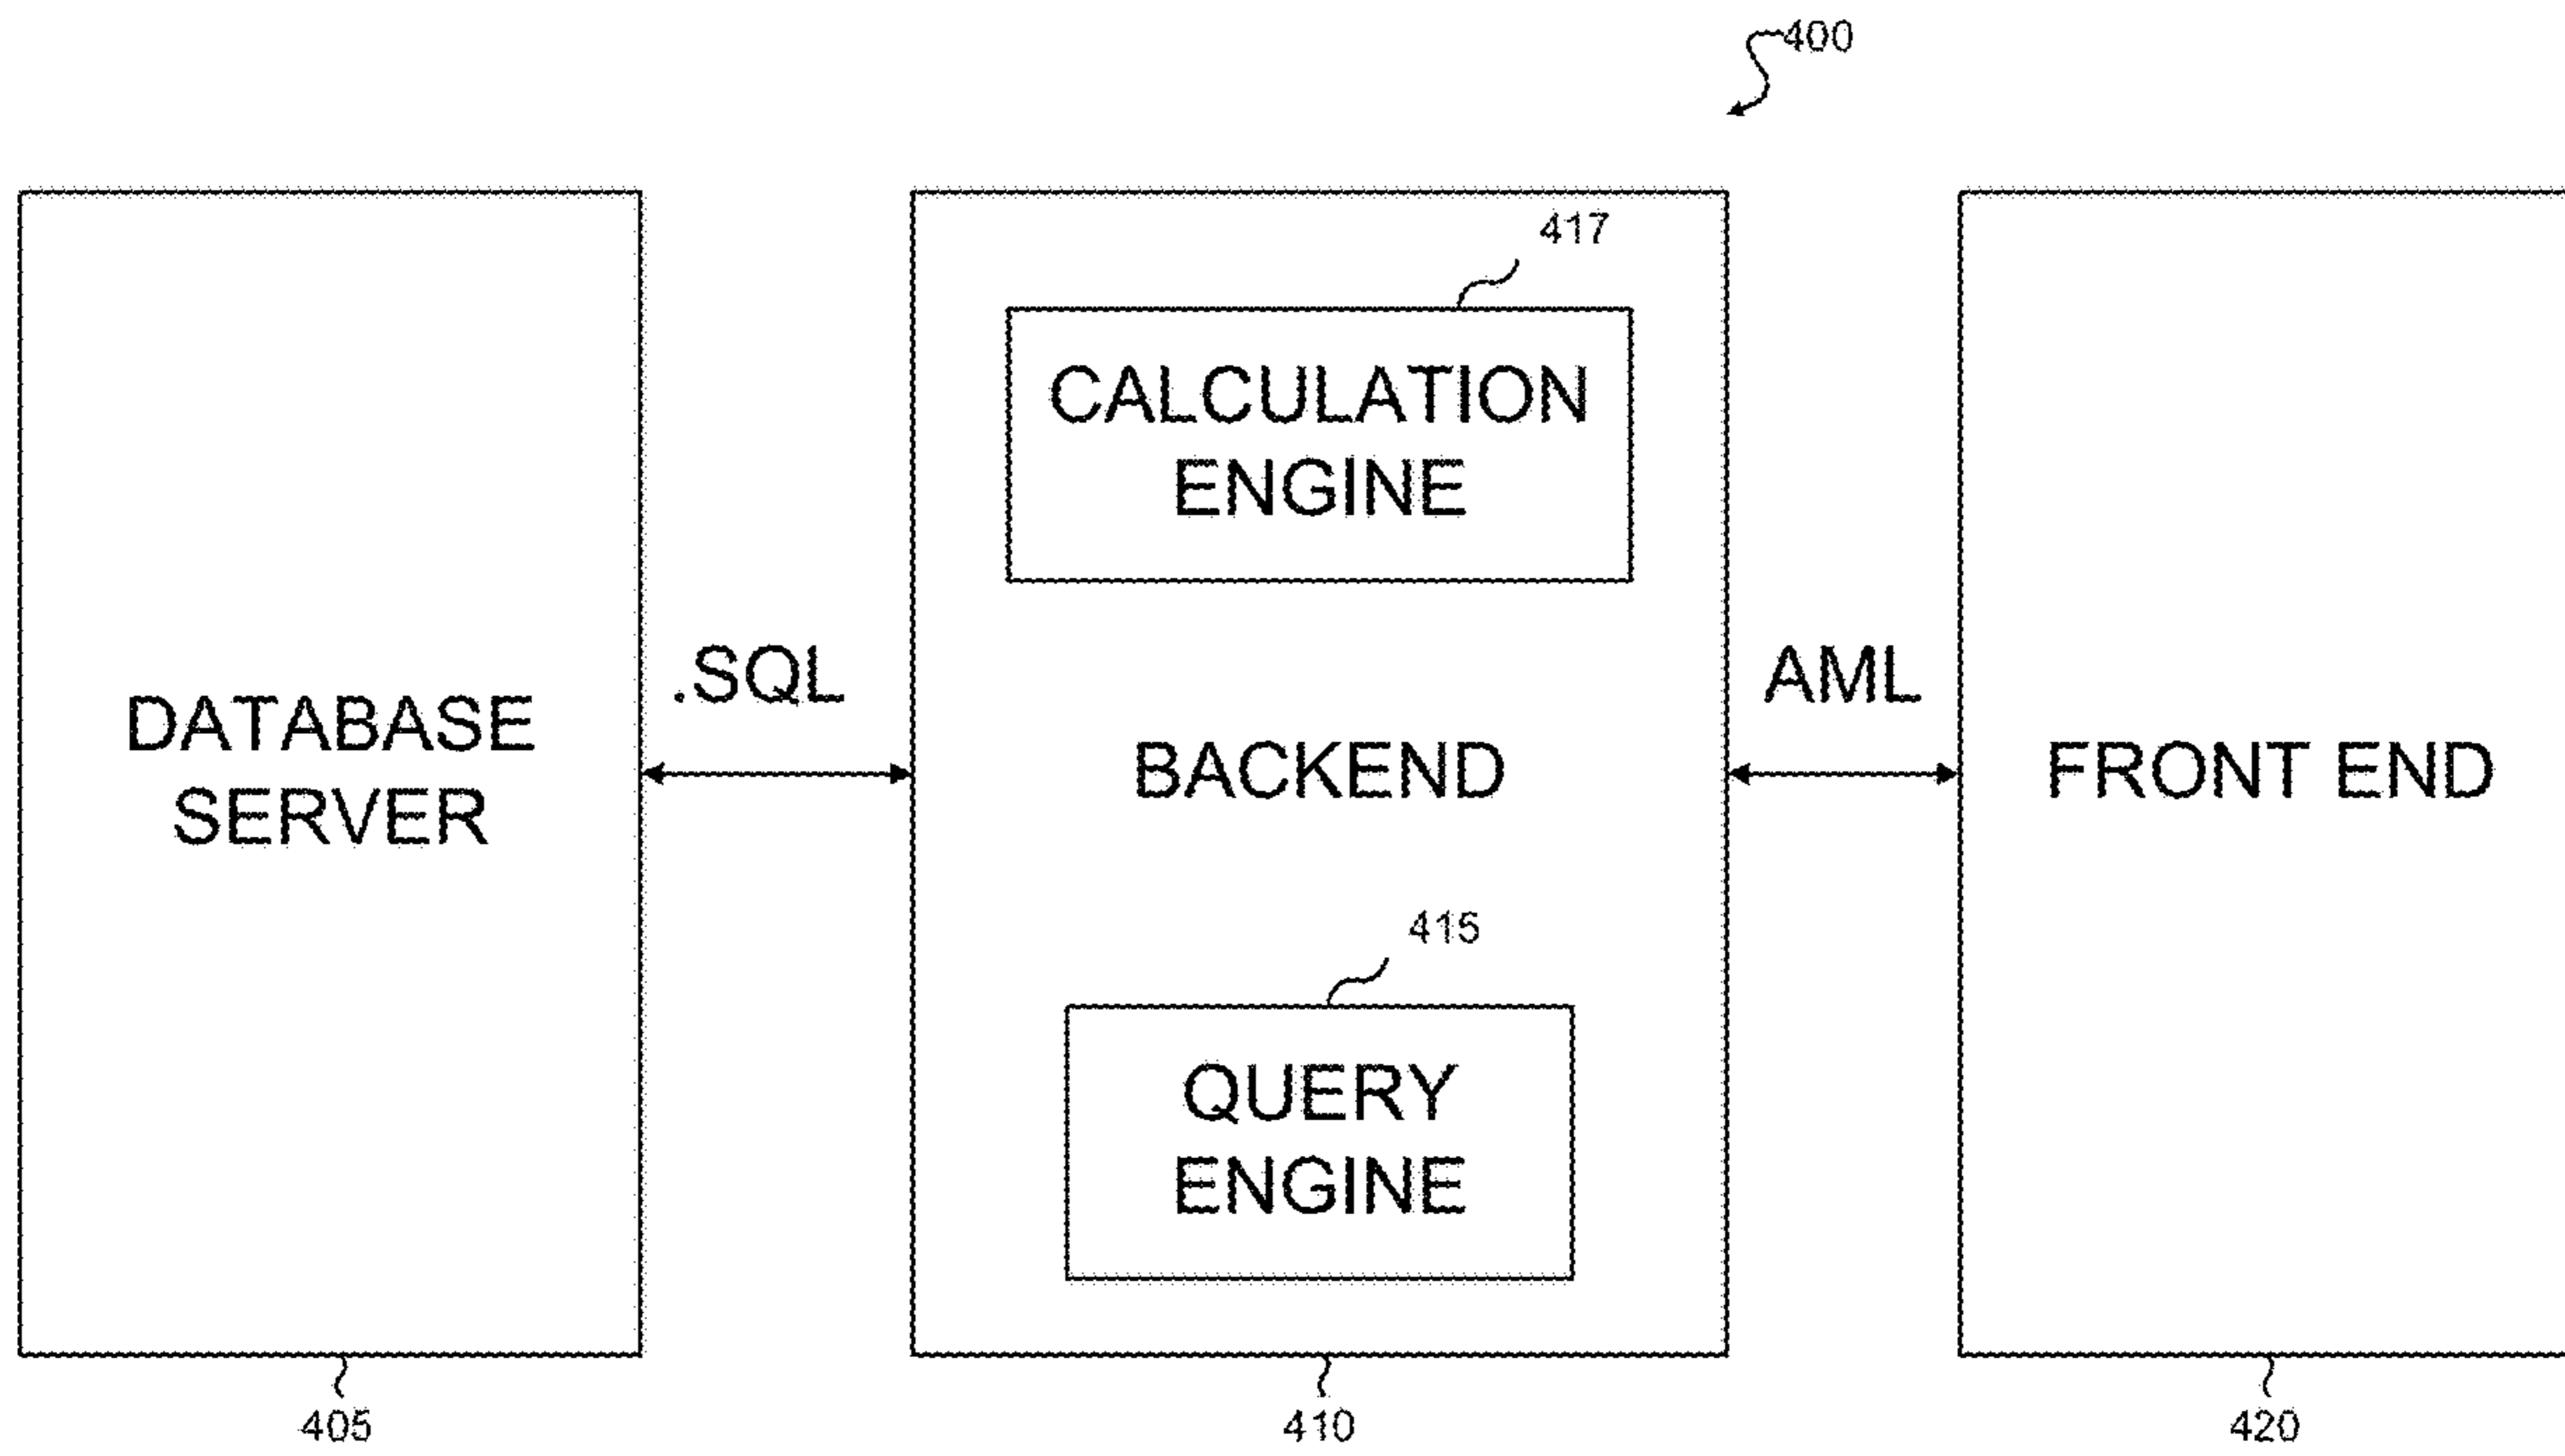 400
417
CALCULATION
ENGINE
.SQL
AML
DATABASE
SERVER
BACKEND
FRONT END
415
QUERY
ENGINE
405
410
420